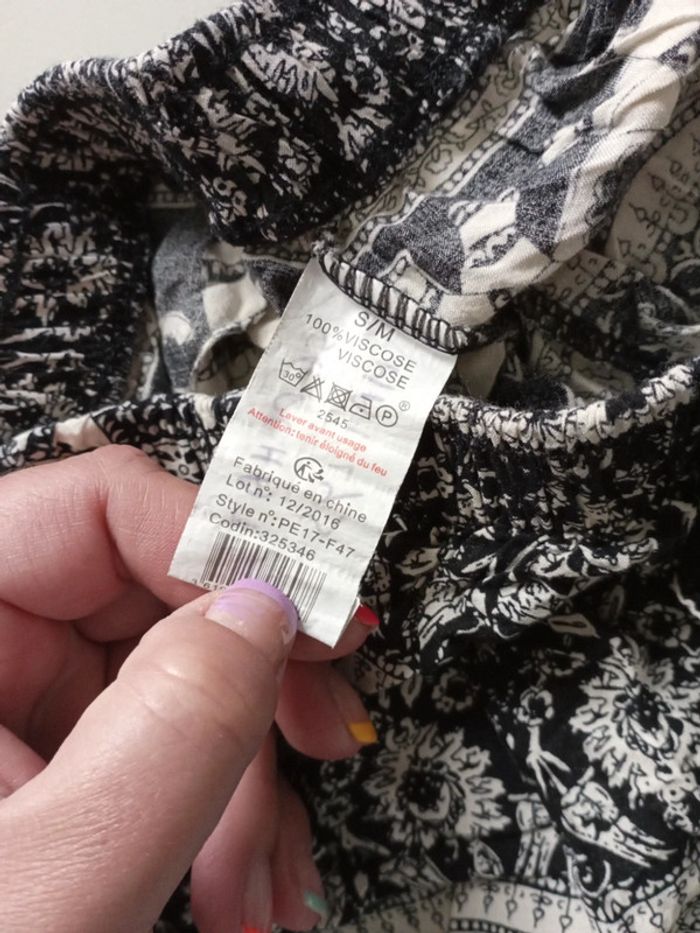 S/M
100%VISCOSE
VISCOSE
30° P ®
2545
Laver avant usage
Attention: tenir éloigné du feu
Fabriqué en chine
Lot n°: 12/2016
Style n°:PE17-F47
Codin:325346